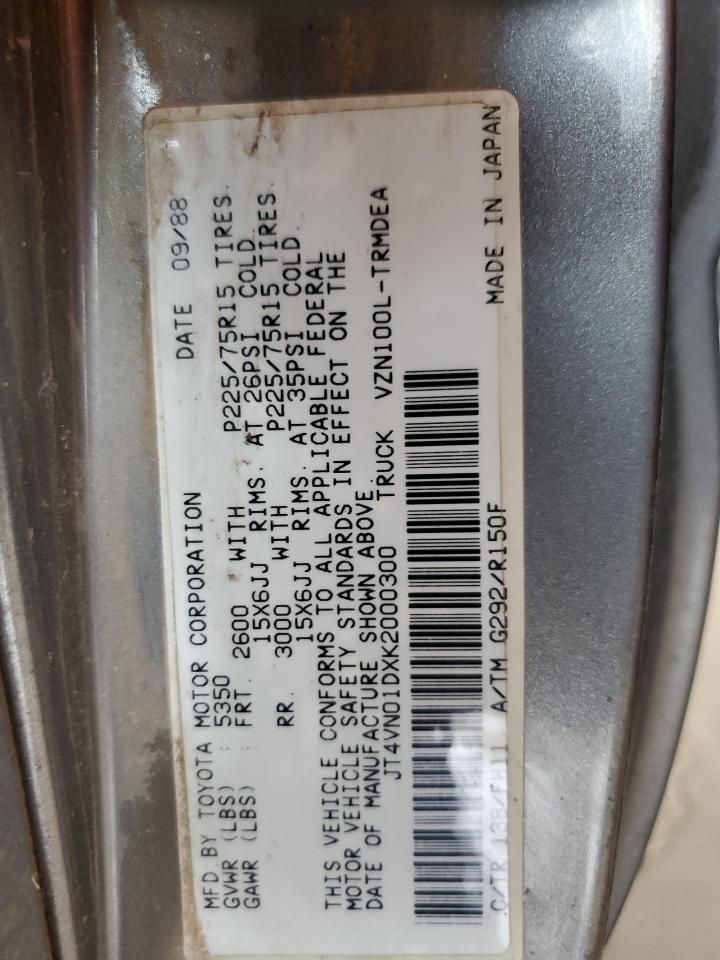 MFD. BY TOYOTA MOTOR CORPORATION DATE 09/88
GVWR (LBS) : 5350
GAWR (LBS) : FRT. 2600 WITH P225/75R15 TIRES.
15X6JJ RIMS. AT 26PSI COLD.
RR. 3000 WITH P225/75R15 TIRES.
15X6JJ RIMS. AT 35PSI COLD.
THIS VEHICLE CONFORMS TO ALL APPLICABLE FEDERAL
MOTOR VEHICLE SAFETY STANDARDS IN EFFECT ON THE
DATE OF MANUFACTURE SHOWN ABOVE.
JT4VN01DXK2000300 TRUCK VZN100L-TRMDEA
C/TR 138/FH11 A/TM G292/R150F MADE IN JAPAN